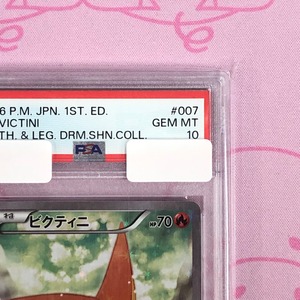 6 P.M. JPN. 1ST. ED. #007
VICTINI GEM MT
TH. & LEG. DRM.SHN.COLL. 10
PSA
ビクティニ HP70